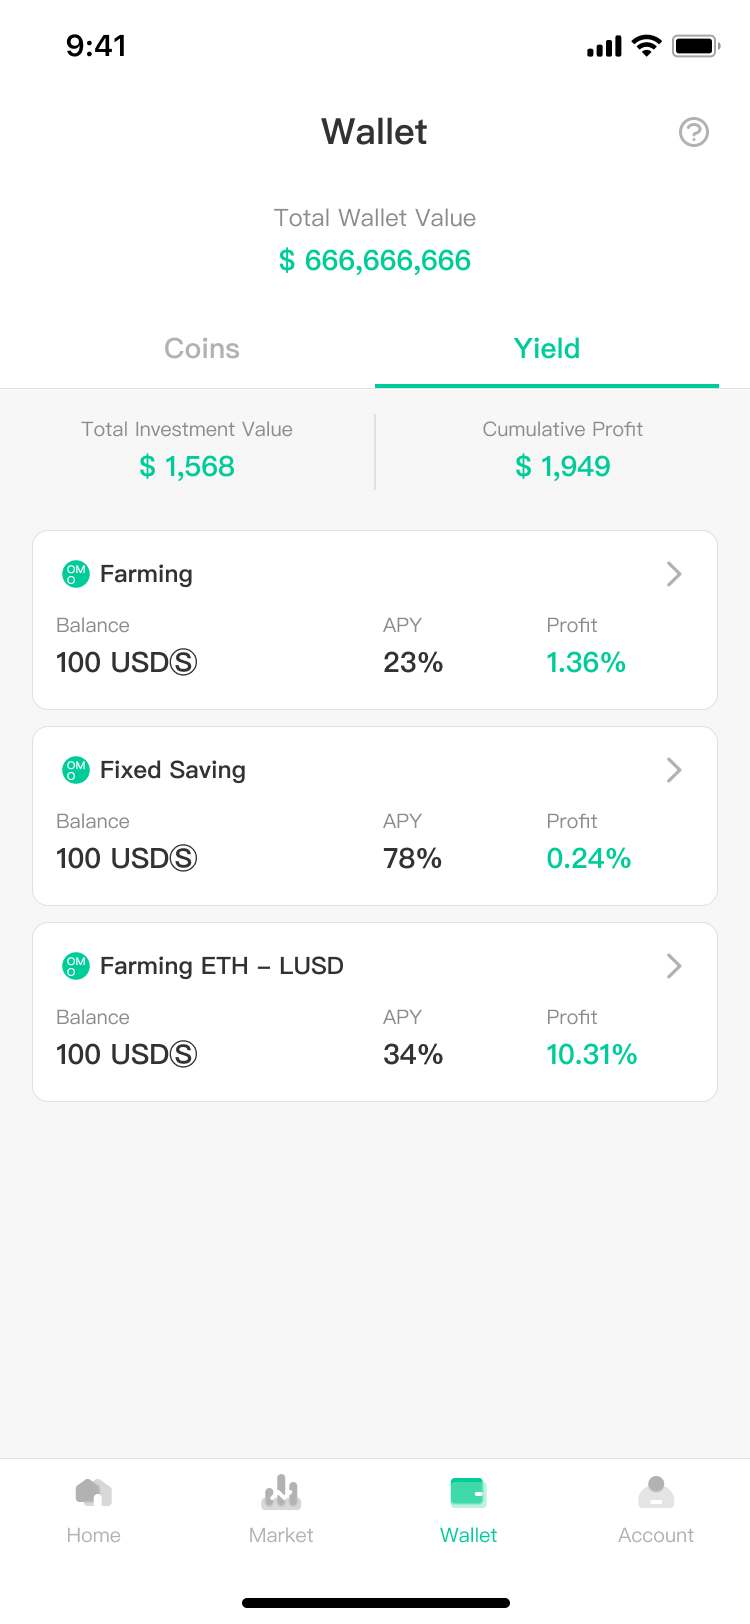 9:41
Wallet
Total Wallet Value
$ 666,666,666
Coins Yield
Total Investment Value Cumulative Profit
$ 1,568 $ 1,949
OMO Farming
Balance APY Profit
100 USDⓈ 23% 1.36%
OMO Fixed Saving
Balance APY Profit
100 USDⓈ 78% 0.24%
OMO Farming ETH – LUSD
Balance APY Profit
100 USDⓈ 34% 10.31%
Home Market Wallet Account